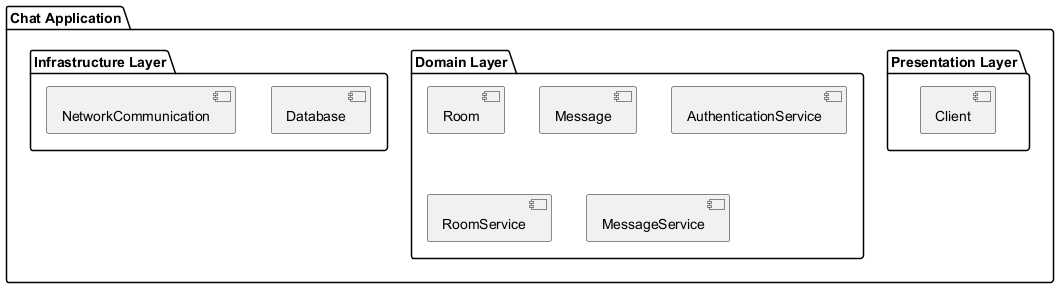 Chat Application
Infrastructure Layer
NetworkCommunication
Database
Domain Layer
Room
Message
AuthenticationService
RoomService
MessageService
Presentation Layer
Client